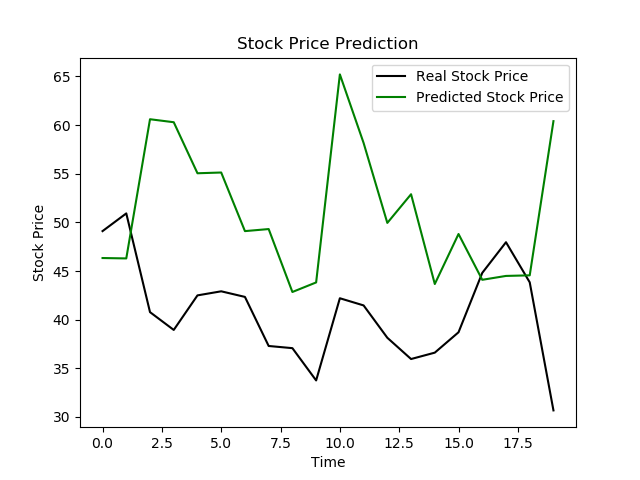 Stock Price Prediction
Real Stock Price
Predicted Stock Price
Stock Price
65
60
55
50
45
40
35
30
0.0 2.5 5.0 7.5 10.0 12.5 15.0 17.5
Time